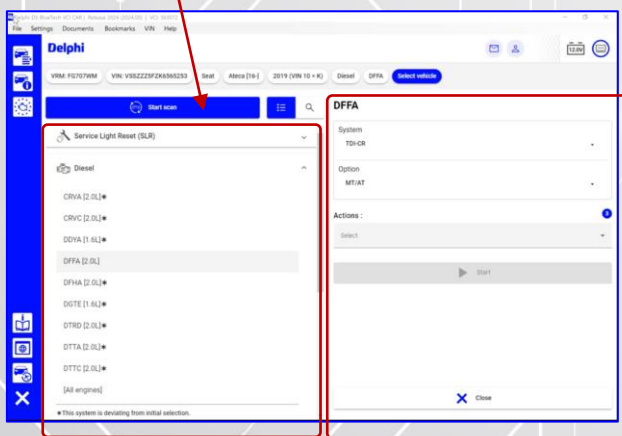 Delphi DS BlueTech VCI CHK | Release 2024 (2024.00) | VCI:
File Settings Documents Bookmarks VIN Help
Delphi
12.0V
VRM: FG707WM VIN: VSSZZZ5FZK6565253 Seat Ateca [16-] 2019 (VIN 10 = K) Diesel DFFA Select vehicle
Start scan
Service Light Reset (SLR)
Diesel
CRVA [2.0L]✱
CRVC [2.0L]✱
DDYA [1.6L]✱
DFFA [2.0L]
DFHA [2.0L]✱
DGTE [1.6L]✱
DTRD [2.0L]✱
DTTA [2.0L]✱
DTTC [2.0L]✱
[All engines]
✱This system is deviating from initial selection.
DFFA
System
TDI-CR
Option
MT/AT
Actions : 3
Select
Start
Close